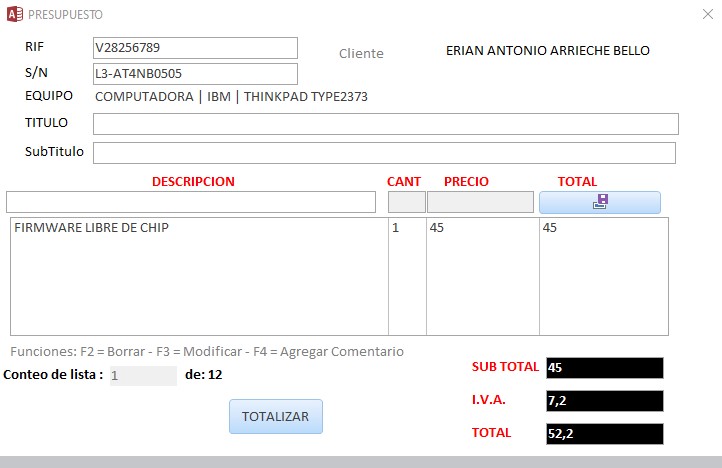 PRESUPUESTO
RIF V28256789 Cliente ERIAN ANTONIO ARRIECHE BELLO
S/N L3-AT4NB0505
EQUIPO COMPUTADORA | IBM | THINKPAD TYPE2373
TITULO
SubTitulo
DESCRIPCION CANT PRECIO TOTAL
FIRMWARE LIBRE DE CHIP 1 45 45
Funciones: F2 = Borrar - F3 = Modificar - F4 = Agregar Comentario
Conteo de lista : 1 de: 12
SUB TOTAL 45
I.V.A. 7,2
TOTALIZAR
TOTAL 52,2